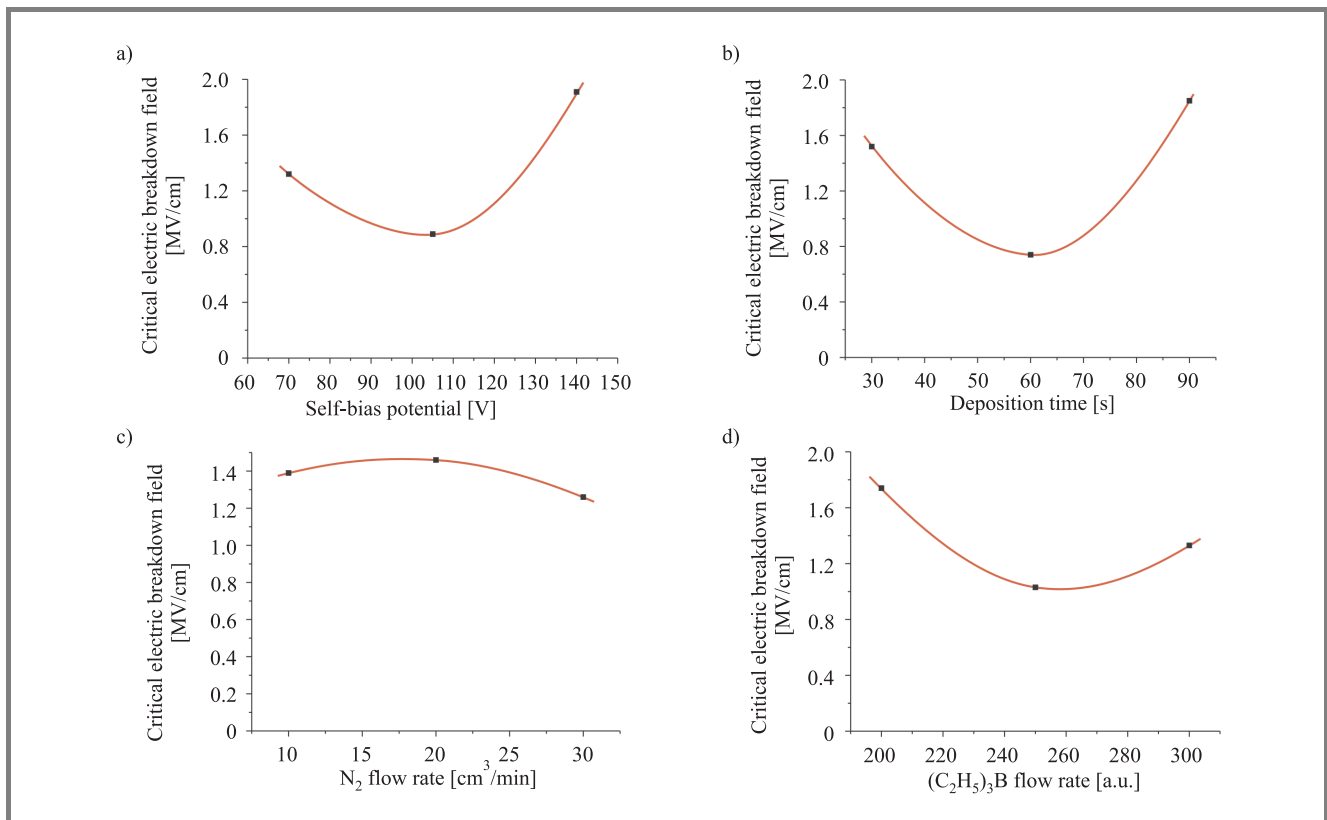 a)
Critical electric breakdown field
[MV/cm]
2.0
1.6
1.2
0.8
0.4
0
60 70 80 90 100 110 120 130 140 150
Self-bias potential [V]
b)
Critical electric breakdown field
[MV/cm]
2.0
1.6
1.2
0.8
0.4
0
30 40 50 60 70 80 90
Deposition time [s]
c)
Critical electric breakdown field
[MV/cm]
1.4
1.2
1.0
0.8
0.6
0.4
0.2
0
10 15 20 25 30
N₂ flow rate [cm³/min]
d)
Critical electric breakdown field
[MV/cm]
2.0
1.6
1.2
0.8
0.4
0
200 220 240 260 280 300
(C₂H₅)₃B flow rate [a.u.]